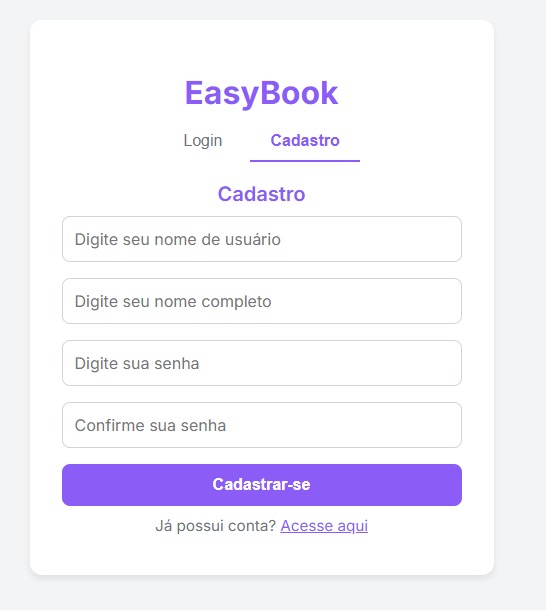 EasyBook
Login Cadastro
Cadastro
Digite seu nome de usuário
Digite seu nome completo
Digite sua senha
Confirme sua senha
Cadastrar-se
Já possui conta? Acesse aqui